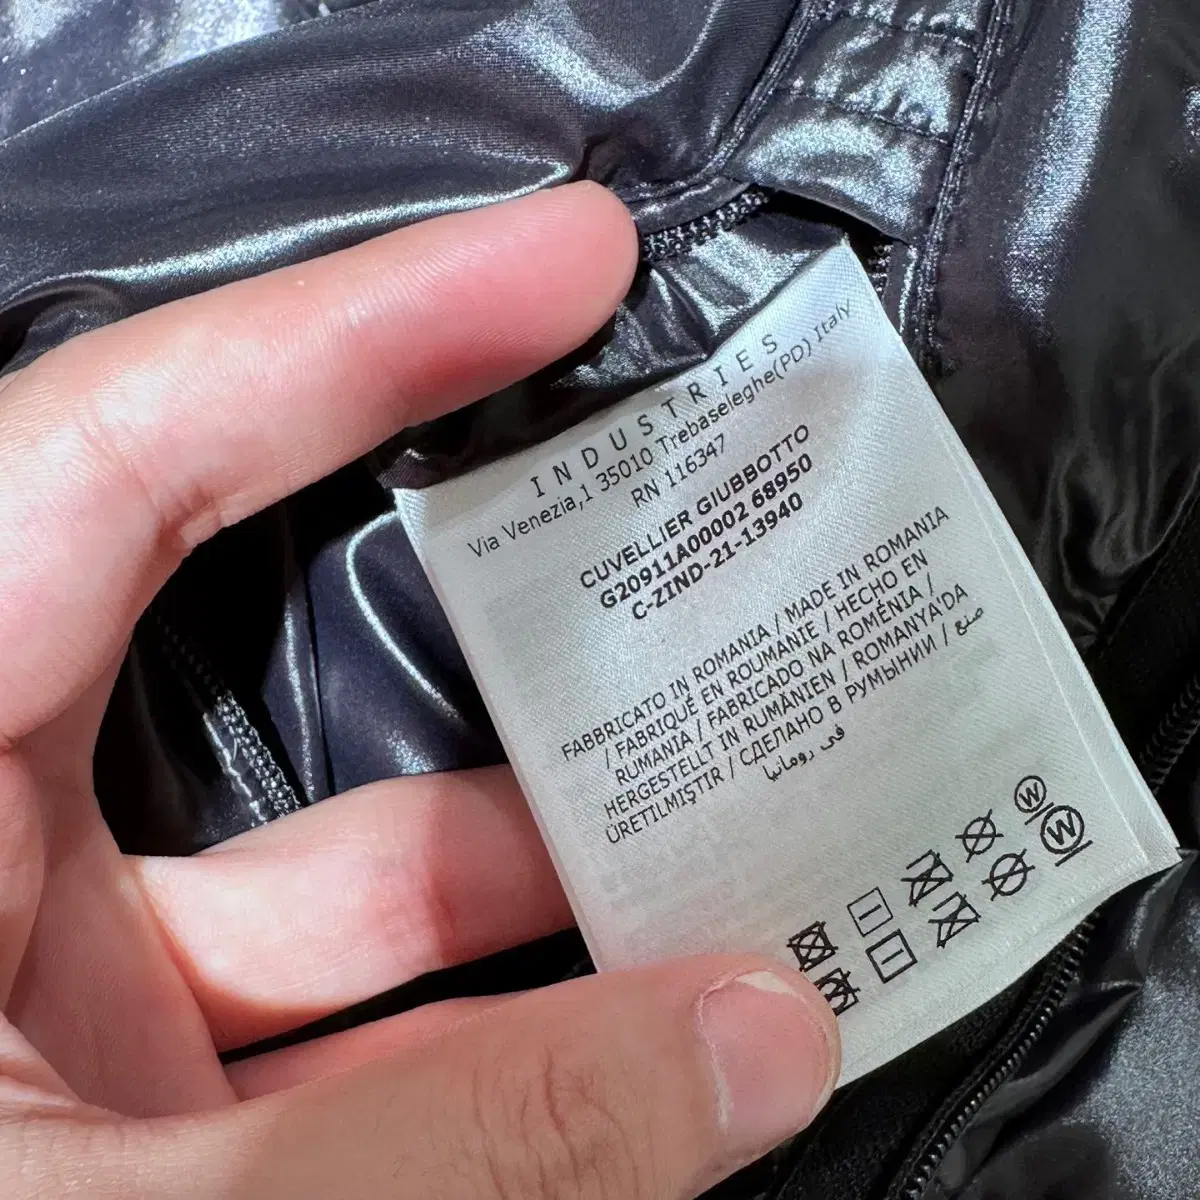 INDUSTRIES
Via Venezia,1 35010 Trebaseleghe(PD) Italy
RN 116347
CUVELLIER GIUBBOTTO
G20911A00002 68950
C-ZIND-21-13940
FABBRICATO IN ROMANIA / MADE IN ROMANIA
/ FABRIQUÉ EN ROUMANIE / HECHO EN
RUMANIA / FABRICADO NA ROMÉNIA /
HERGESTELLT IN RUMÄNIEN / ROMANYA'DA
ÜRETILMIŞTIR / СДЕЛАНО В РУМЫНИИ / صنع
في رومانيا
W
W